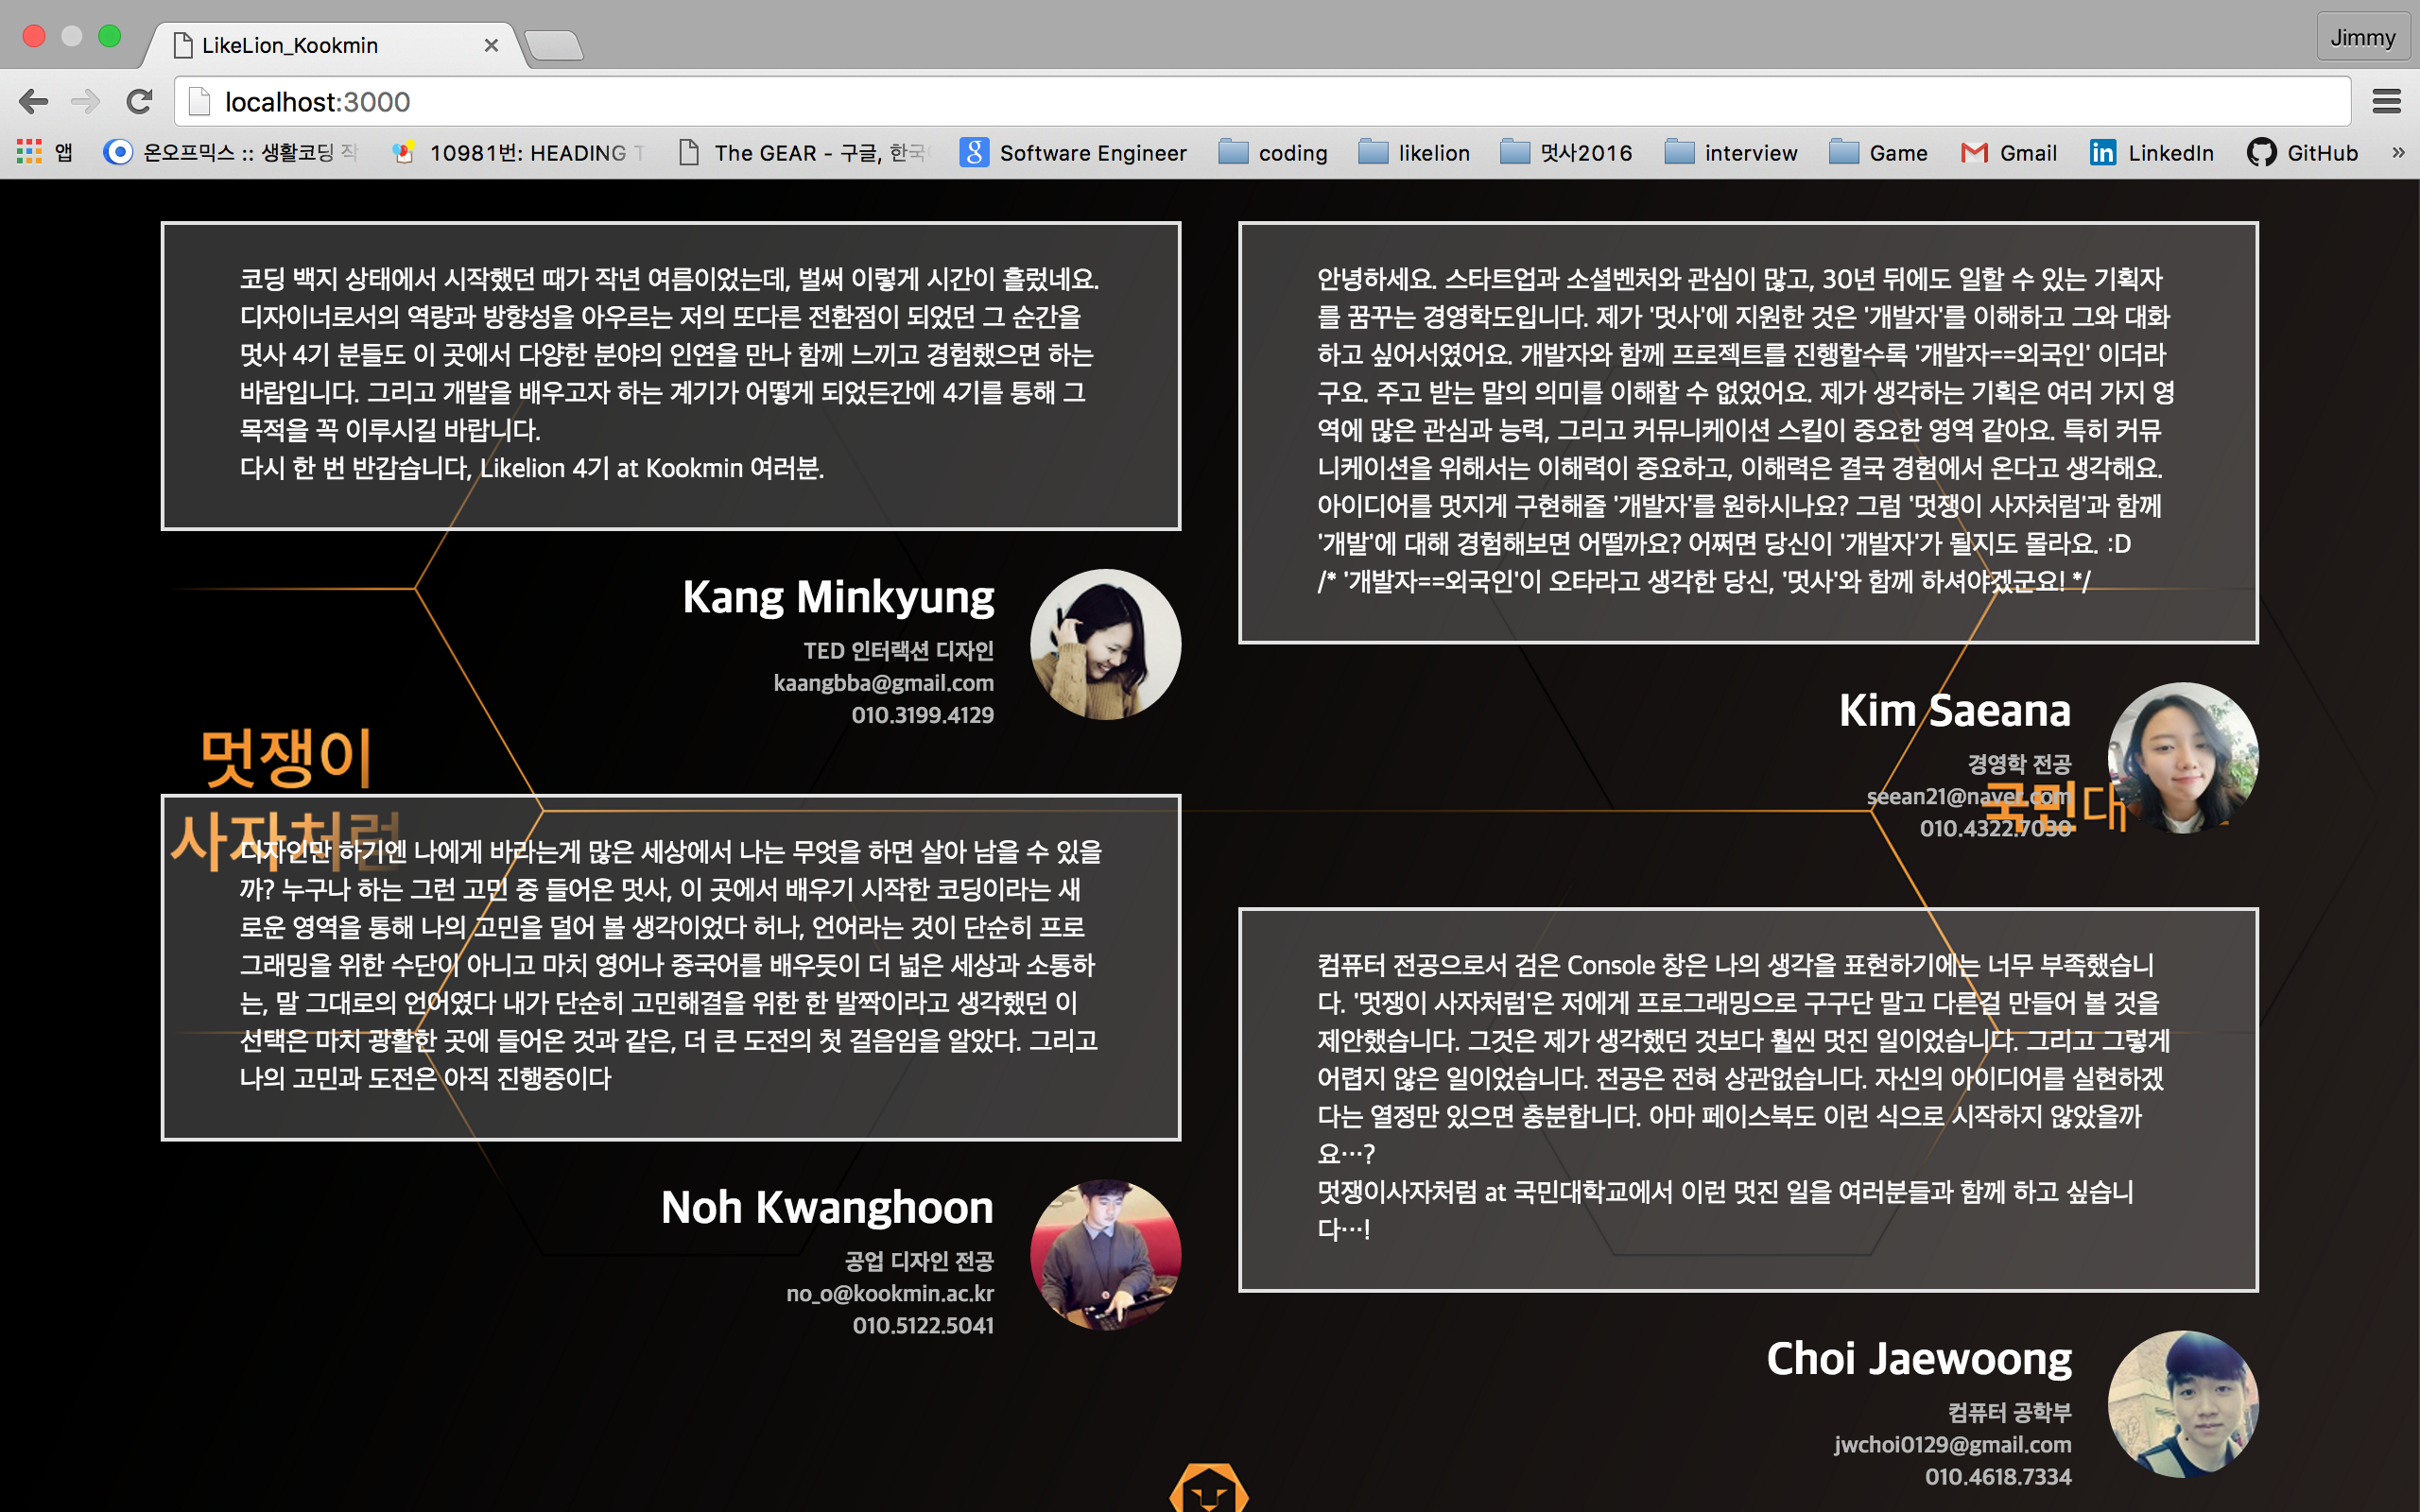 LikeLion_Kookmin
Jimmy
localhost:3000
앱
온오프믹스 :: 생활코딩 작
10981번: HEADING T
The GEAR - 구글, 한국
Software Engineer
coding
likelion
멋사2016
interview
Game
Gmail
LinkedIn
GitHub
»
코딩 백지 상태에서 시작했던 때가 작년 여름이었는데, 벌써 이렇게 시간이 흘렀네요.
디자이너로서의 역량과 방향성을 아우르는 저의 또다른 전환점이 되었던 그 순간을
멋사 4기 분들도 이 곳에서 다양한 분야의 인연을 만나 함께 느끼고 경험했으면 하는
바람입니다. 그리고 개발을 배우고자 하는 계기가 어떻게 되었든간에 4기를 통해 그
목적을 꼭 이루시길 바랍니다.
다시 한 번 반갑습니다, Likelion 4기 at Kookmin 여러분.
Kang Minkyung
TED 인터랙션 디자인
kaangbba@gmail.com
010.3199.4129
안녕하세요. 스타트업과 소셜벤처와 관심이 많고, 30년 뒤에도 일할 수 있는 기획자
를 꿈꾸는 경영학도입니다. 제가 '멋사'에 지원한 것은 '개발자'를 이해하고 그와 대화
하고 싶어서였어요. 개발자와 함께 프로젝트를 진행할수록 '개발자==외국인' 이더라
구요. 주고 받는 말의 의미를 이해할 수 없었어요. 제가 생각하는 기획은 여러 가지 영
역에 많은 관심과 능력, 그리고 커뮤니케이션 스킬이 중요한 영역 같아요. 특히 커뮤
니케이션을 위해서는 이해력이 중요하고, 이해력은 결국 경험에서 온다고 생각해요.
아이디어를 멋지게 구현해줄 '개발자'를 원하시나요? 그럼 '멋쟁이 사자처럼'과 함께
'개발'에 대해 경험해보면 어떨까요? 어쩌면 당신이 '개발자'가 될지도 몰라요. :D
/* '개발자==외국인'이 오타라고 생각한 당신, '멋사'와 함께 하셔야겠군요! */
Kim Saeana
경영학 전공
seean21@naver.com
010.4322.7030
멋쟁이
사자처럼
국민대
디자인만 하기엔 나에게 바라는게 많은 세상에서 나는 무엇을 하면 살아 남을 수 있을
까? 누구나 하는 그런 고민 중 들어온 멋사, 이 곳에서 배우기 시작한 코딩이라는 새
로운 영역을 통해 나의 고민을 덜어 볼 생각이었다 허나, 언어라는 것이 단순히 프로
그래밍을 위한 수단이 아니고 마치 영어나 중국어를 배우듯이 더 넓은 세상과 소통하
는, 말 그대로의 언어였다 내가 단순히 고민해결을 위한 한 발짝이라고 생각했던 이
선택은 마치 광활한 곳에 들어온 것과 같은, 더 큰 도전의 첫 걸음임을 알았다. 그리고
나의 고민과 도전은 아직 진행중이다
Noh Kwanghoon
공업 디자인 전공
no_o@kookmin.ac.kr
010.5122.5041
컴퓨터 전공으로서 검은 Console 창은 나의 생각을 표현하기에는 너무 부족했습니
다. '멋쟁이 사자처럼'은 저에게 프로그래밍으로 구구단 말고 다른걸 만들어 볼 것을
제안했습니다. 그것은 제가 생각했던 것보다 훨씬 멋진 일이었습니다. 그리고 그렇게
어렵지 않은 일이었습니다. 전공은 전혀 상관없습니다. 자신의 아이디어를 실현하겠
다는 열정만 있으면 충분합니다. 아마 페이스북도 이런 식으로 시작하지 않았을까
요…?
멋쟁이사자처럼 at 국민대학교에서 이런 멋진 일을 여러분들과 함께 하고 싶습니
다…!
Choi Jaewoong
컴퓨터 공학부
jwchoi0129@gmail.com
010.4618.7334